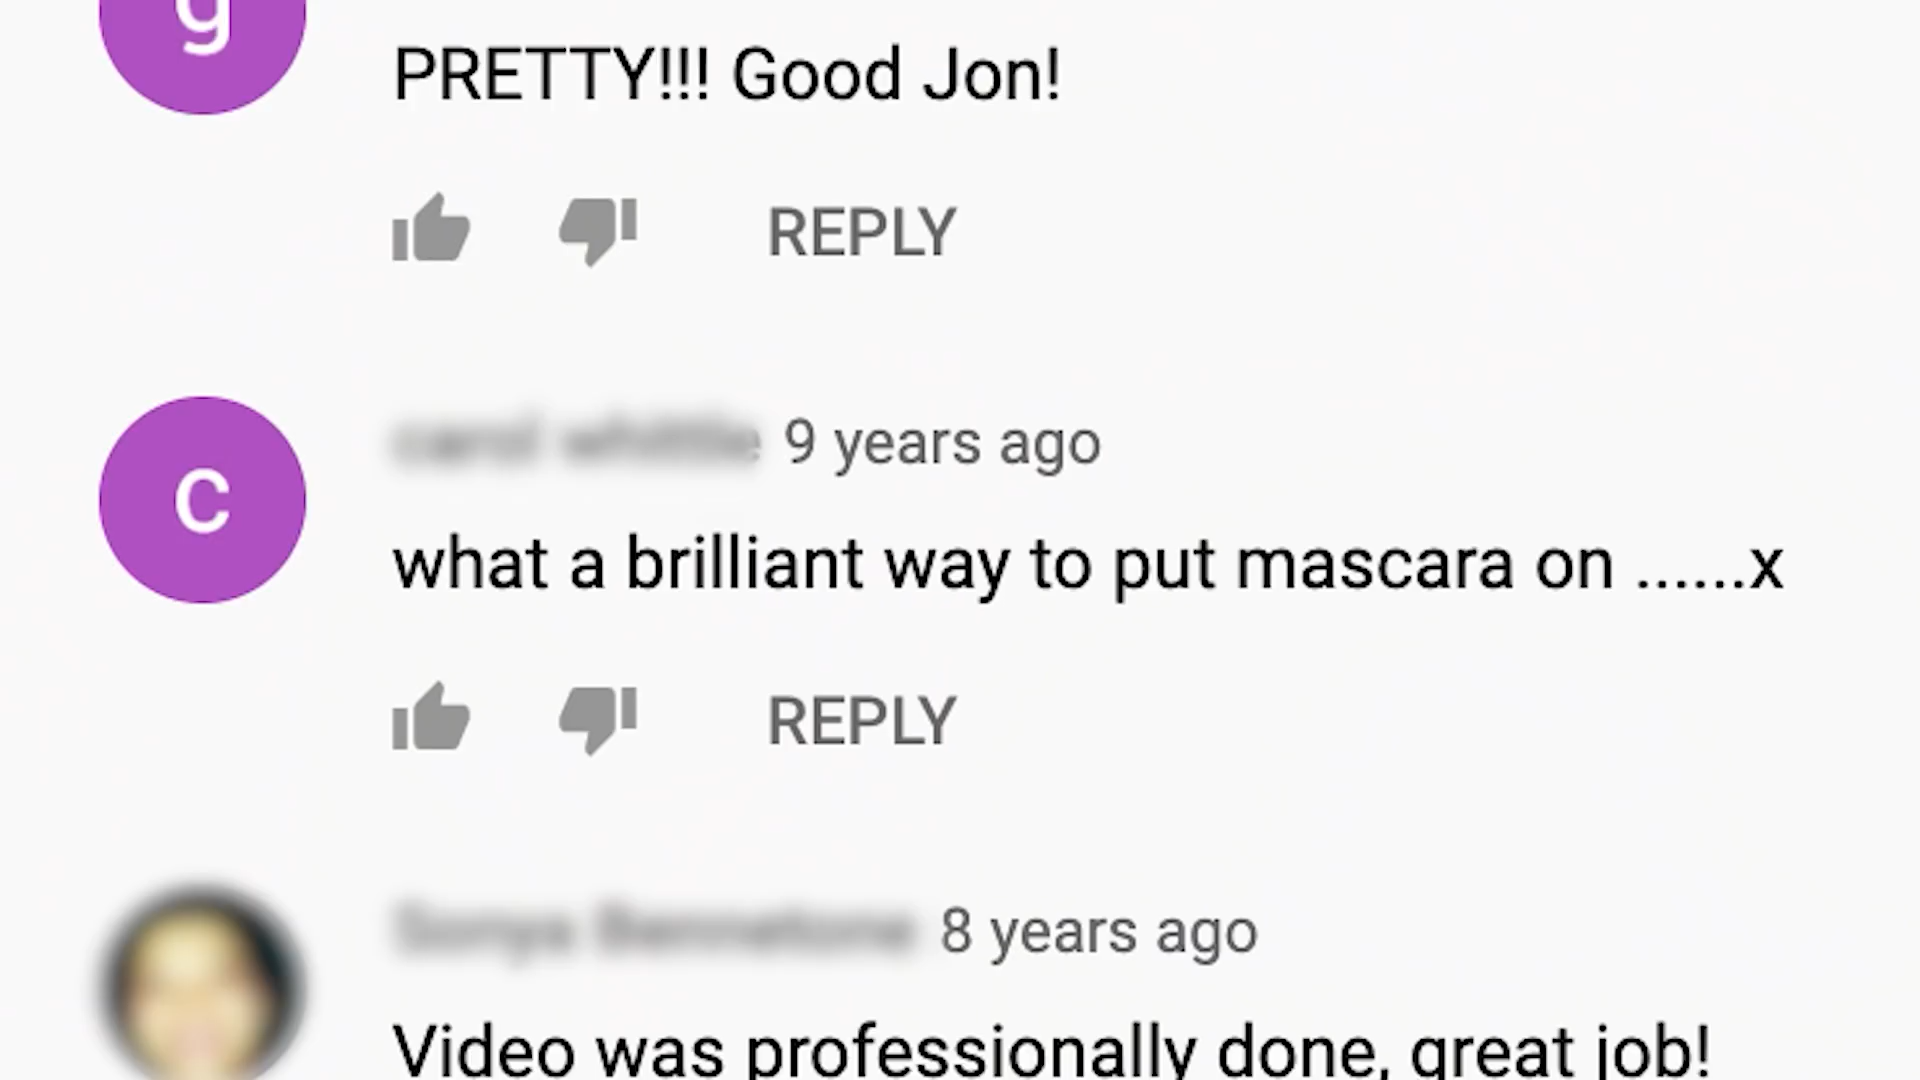 g
PRETTY!!! Good Jon!
REPLY
9 years ago
c
what a brilliant way to put mascara on ......x
REPLY
8 years ago
Video was professionally done, great job!